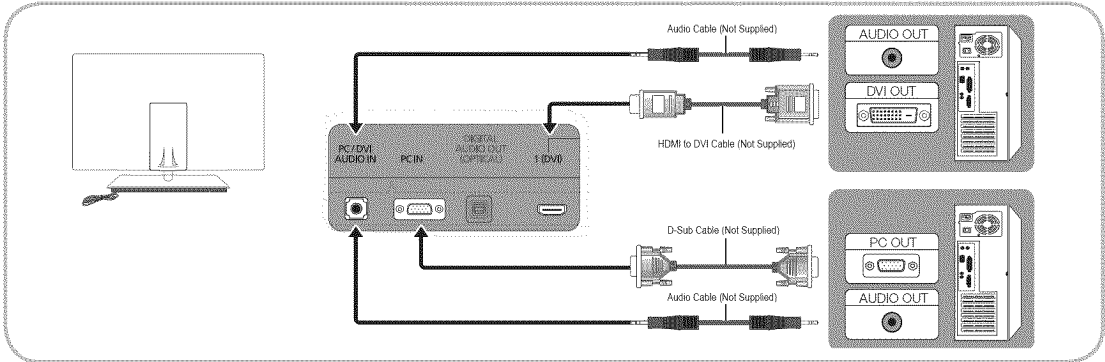 Audio Cable (Not Supplied)
AUDIO OUT
DVI OUT
HDMI to DVI Cable (Not Supplied)
PC / DVI
AUDIO IN
PC IN
DIGITAL
AUDIO OUT
(OPTICAL)
1 (DVI)
D-Sub Cable (Not Supplied)
PC OUT
Audio Cable (Not Supplied)
AUDIO OUT